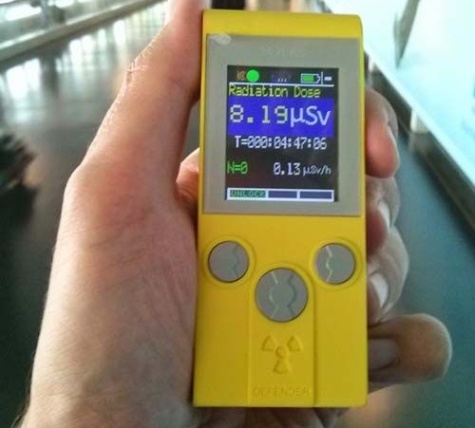 Radiation Dose
8.19µSv
T=000:04:47:06
N=0 0.13 µSv/h
UNLOCK
DEFENDER